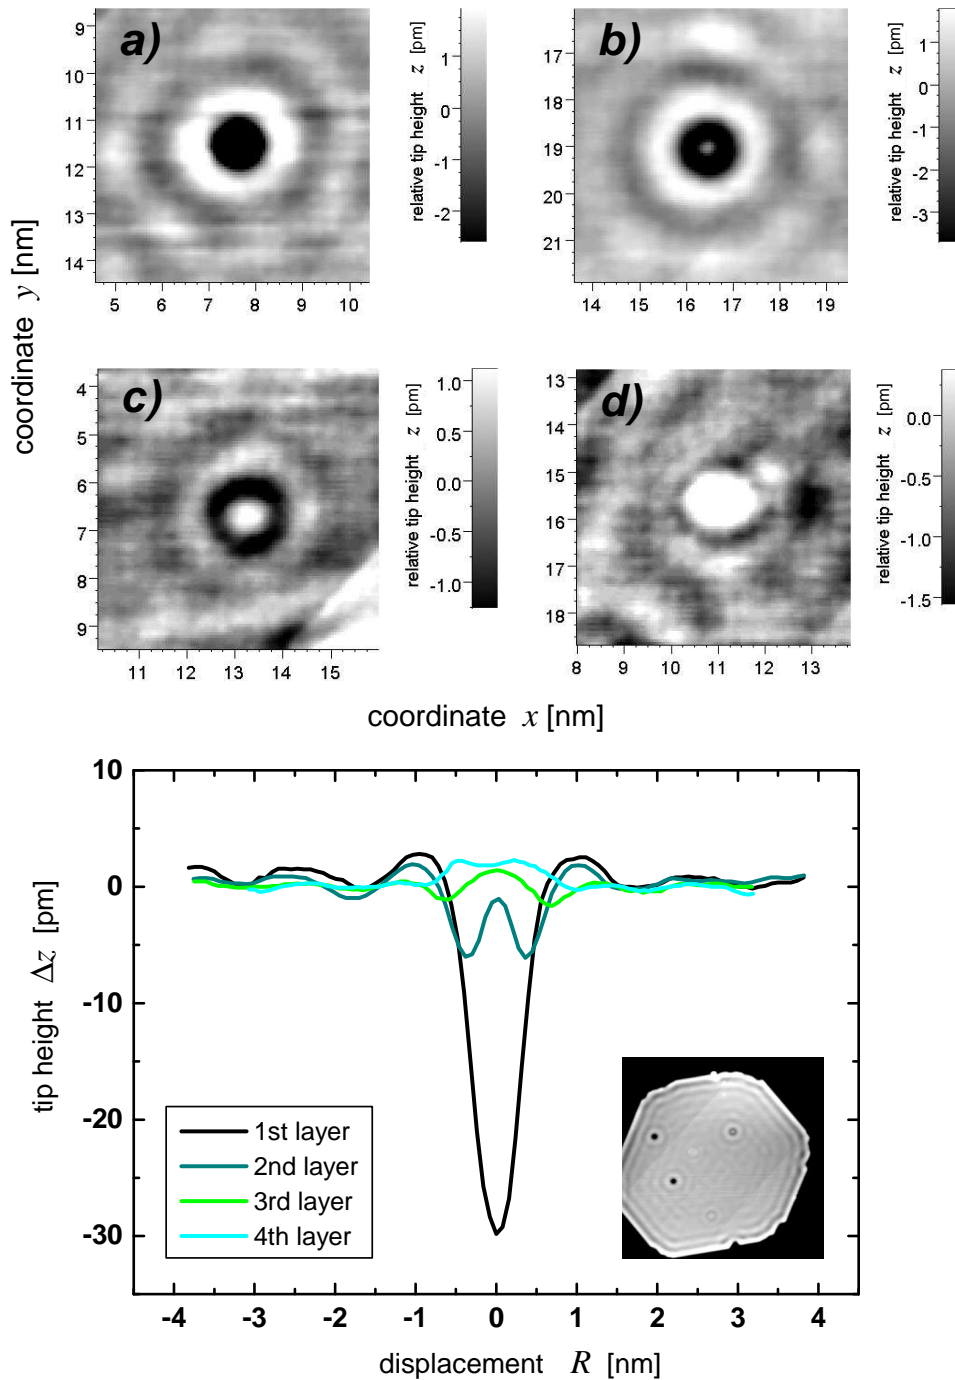 a)
8
9
10
11
12
13
14
5 6 7 8 9 10
relative tip height z [pm]
1
0
-1
-2
b)
16
17
18
19
20
21
14 15 16 17 18 19
relative tip height z [pm]
1
0
-1
-2
-3
coordinate y [nm]
c)
4
5
6
7
8
9
11 12 13 14 15
relative tip height z [pm]
1.0
0.5
0.0
-0.5
-1.0
d)
13
14
15
16
17
18
8 9 10 11 12 13
relative tip height z [pm]
0.0
-0.5
-1.0
-1.5
coordinate x [nm]
10
0
-10
-20
-30
tip height Δz [pm]
1st layer
2nd layer
3rd layer
4th layer
-4 -3 -2 -1 0 1 2 3 4
displacement R [nm]